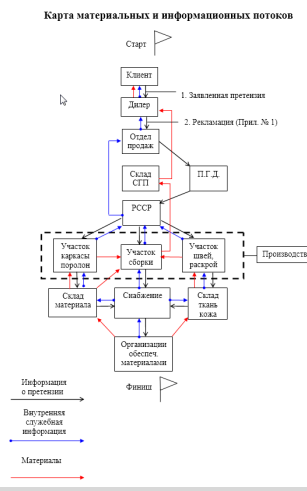 Карта материальных и информационных потоков
Старт
Клиент
1. Заявленная претензия
Дилер
2. Рекламация (Прил. № 1)
Отдел
продаж
Склад
СГП
П.Г.Д.
РССР
Участок
каркасы
поролон
Участок
сборки
Участок
швей,
раскрой
Производств
Склад
материала
Снабжение
Склад
ткань
кожа
Организации
обеспеч.
материалами
Финиш
Информация
о претензии
Внутренняя
служебная
информация
Материалы